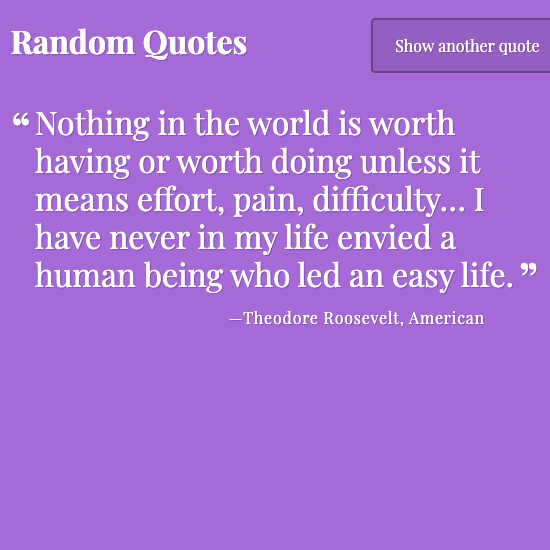 Random Quotes
Show another quote
❝ Nothing in the world is worth
having or worth doing unless it
means effort, pain, difficulty… I
have never in my life envied a
human being who led an easy life. ❞
—Theodore Roosevelt, American